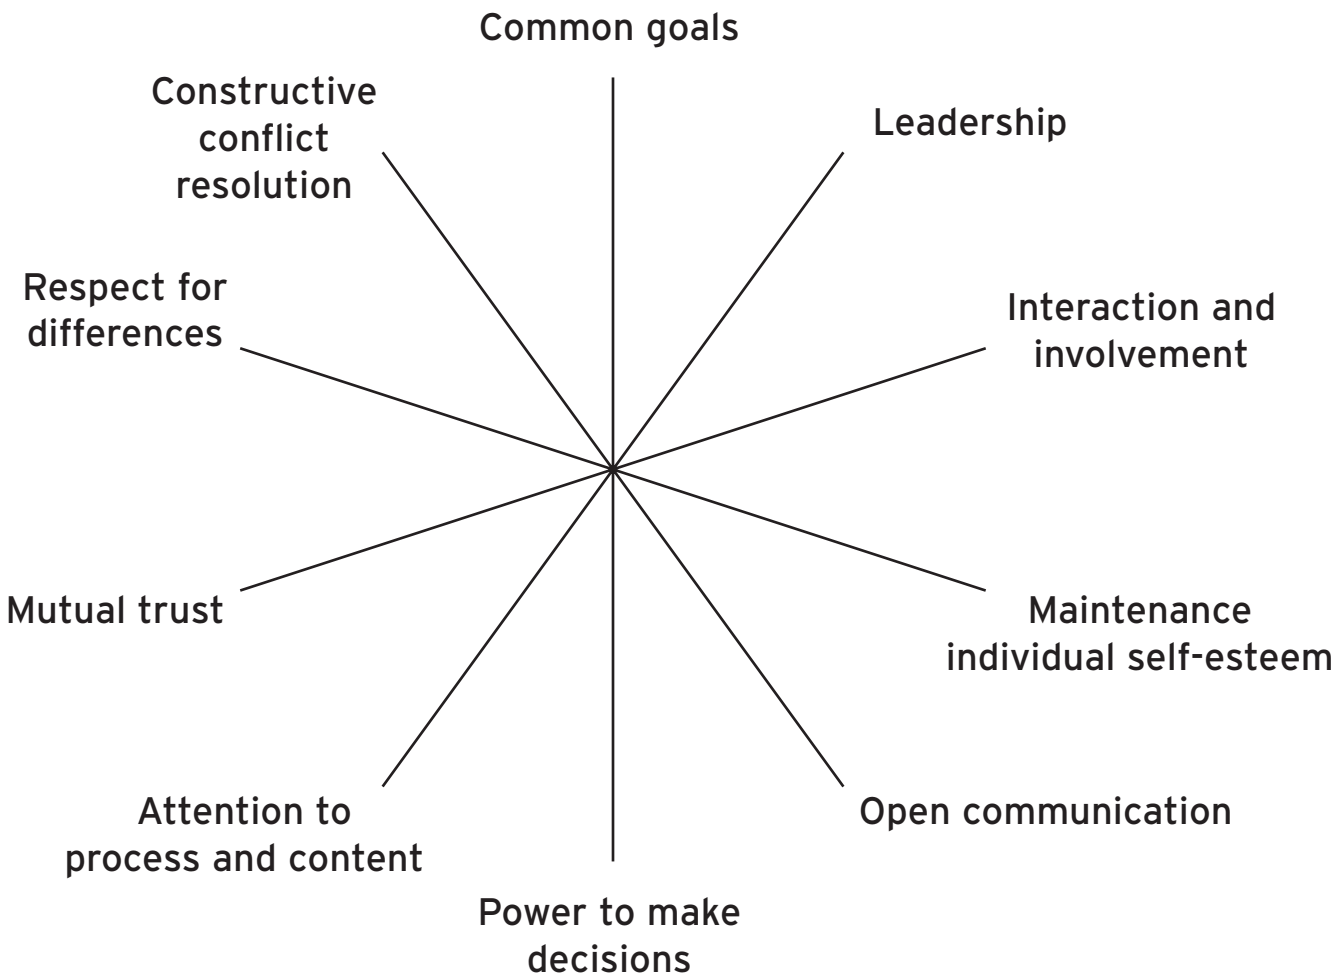 Common goals
Leadership
Interaction and
involvement
Maintenance
individual self-esteem
Open communication
Power to make
decisions
Attention to
process and content
Mutual trust
Respect for
differences
Constructive
conflict
resolution